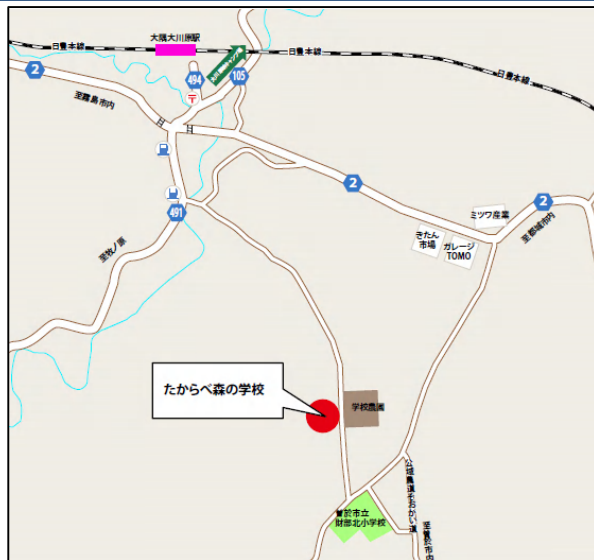 大隅大川原駅
日豊本線
日豊本線
日豊本線
2
至霧島市内
494
105
〒
2
2
491
至牧ノ原
ミツワ産業
きたん
市場
ガレージ
TOMO
至都城市内
たからべ森の学校
学校農園
曽於市立
財部北小学校
至曽於市内